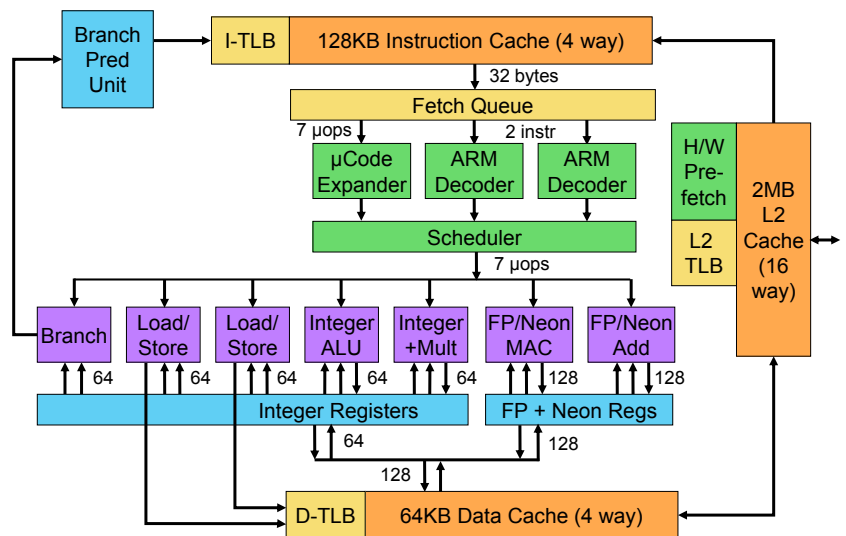 Branch
Pred
Unit
I-TLB
128KB Instruction Cache (4 way)
32 bytes
Fetch Queue
7 µops
2 instr
µCode
Expander
ARM
Decoder
ARM
Decoder
H/W
Pre-
fetch
L2
TLB
2MB
L2
Cache
(16
way)
Scheduler
7 µops
Branch
Load/
Store
Load/
Store
Integer
ALU
Integer
+Mult
FP/Neon
MAC
FP/Neon
Add
64
64
64
64
64
128
128
Integer Registers
FP + Neon Regs
64
128
128
D-TLB
64KB Data Cache (4 way)